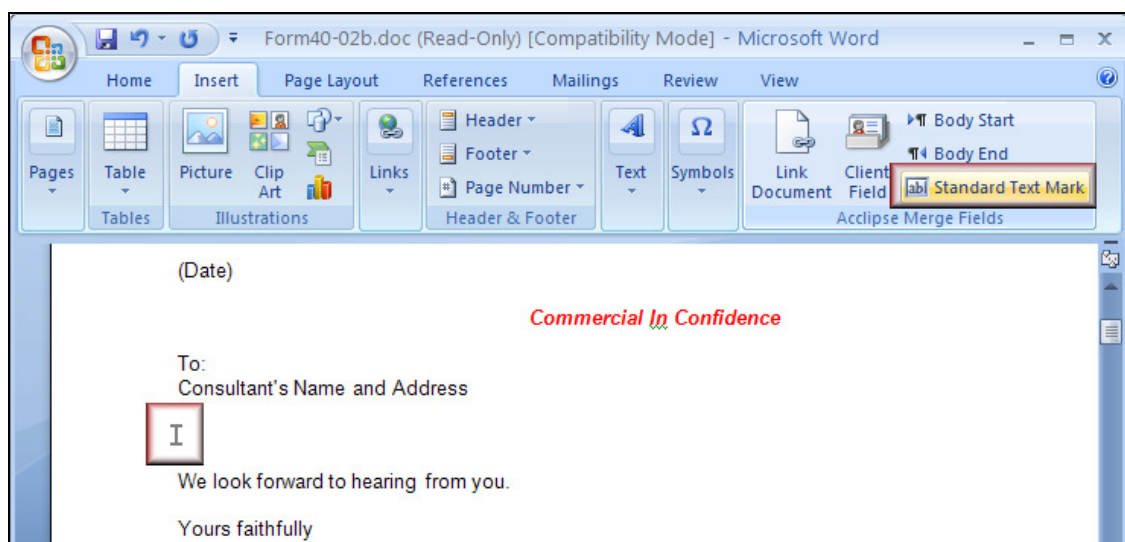 Form40-02b.doc (Read-Only) [Compatibility Mode] - Microsoft Word
Home Insert Page Layout References Mailings Review View
Pages
Table
Tables
Picture
Clip Art
Illustrations
Links
Header
Footer
Page Number
Header & Footer
Text
Symbols
Link Document
Client Field
Body Start
Body End
Standard Text Mark
Acclipse Merge Fields
(Date)
Commercial In Confidence
To:
Consultant's Name and Address
We look forward to hearing from you.
Yours faithfully